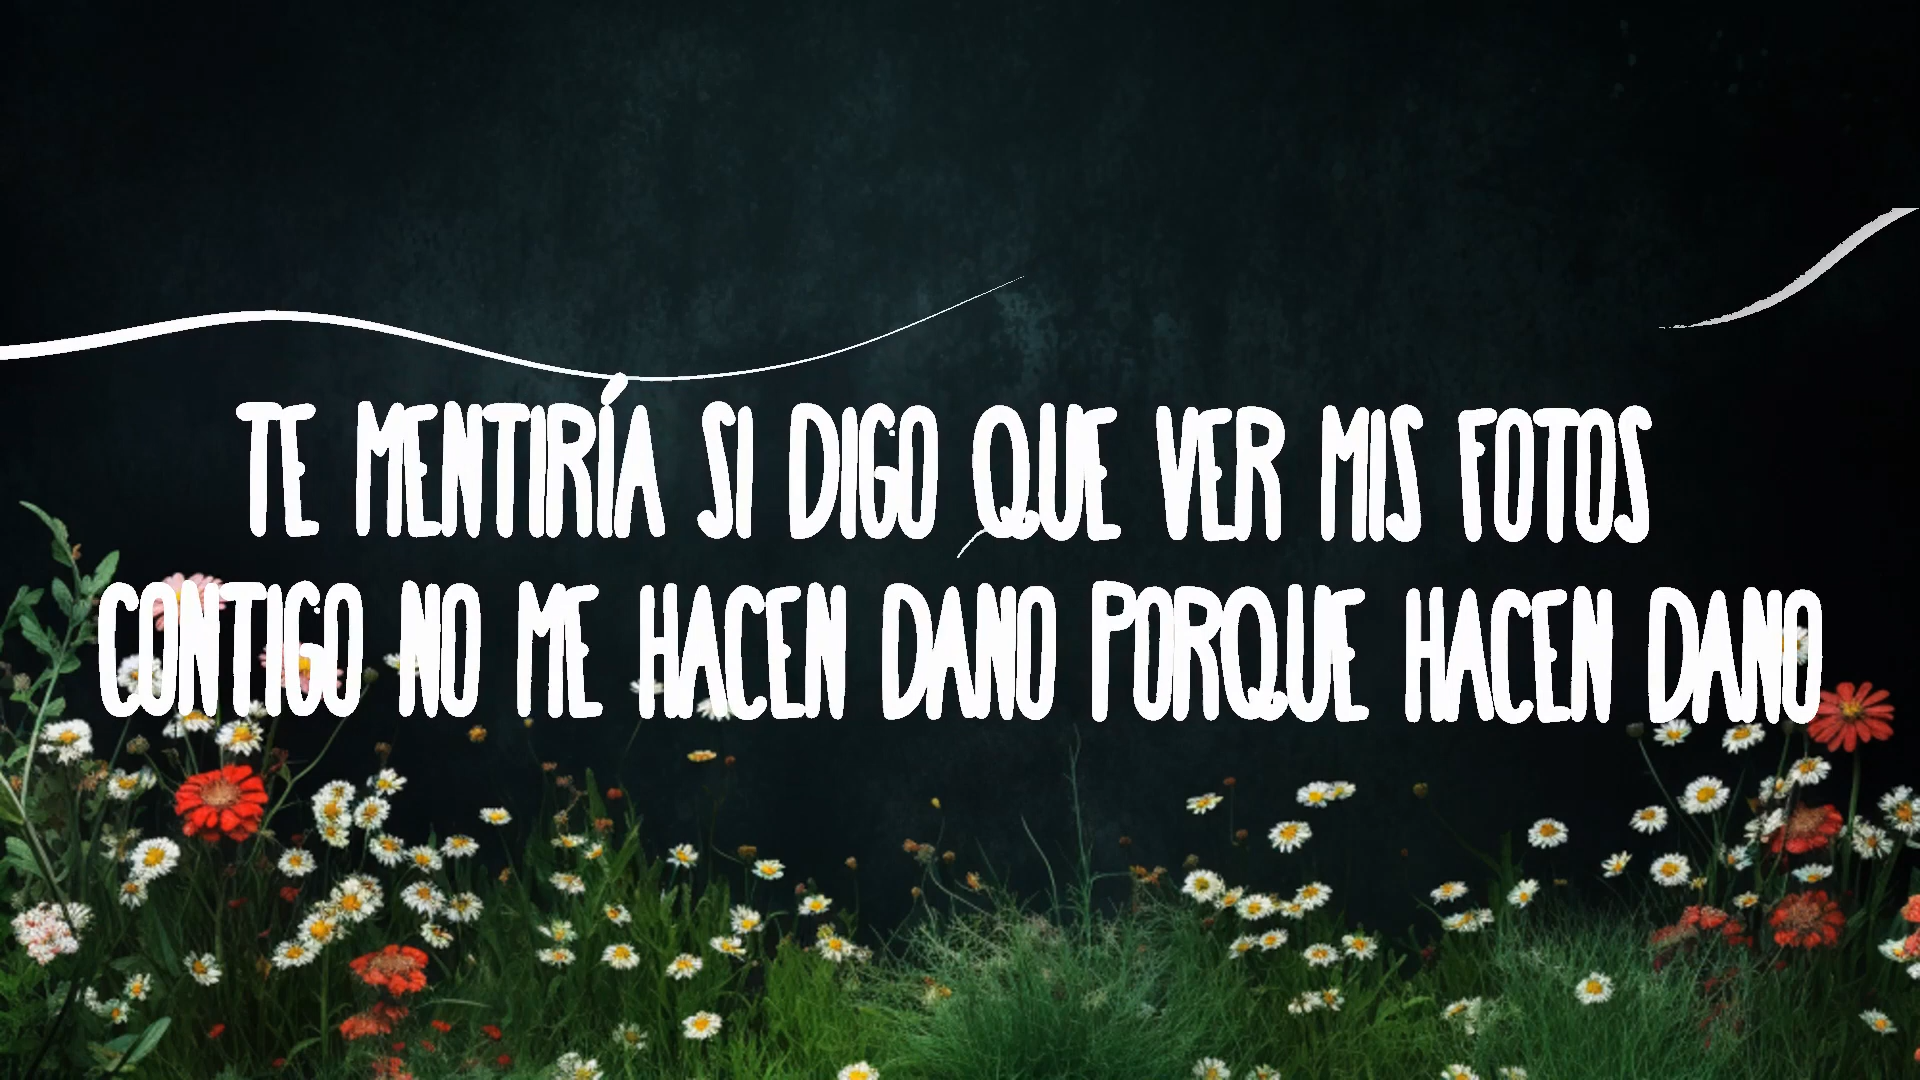 TE MENTIRÍA SI DIGO QUE VER MIS FOTOS
CONTIGO NO ME HACEN DANO PORQUE HACEN DANO